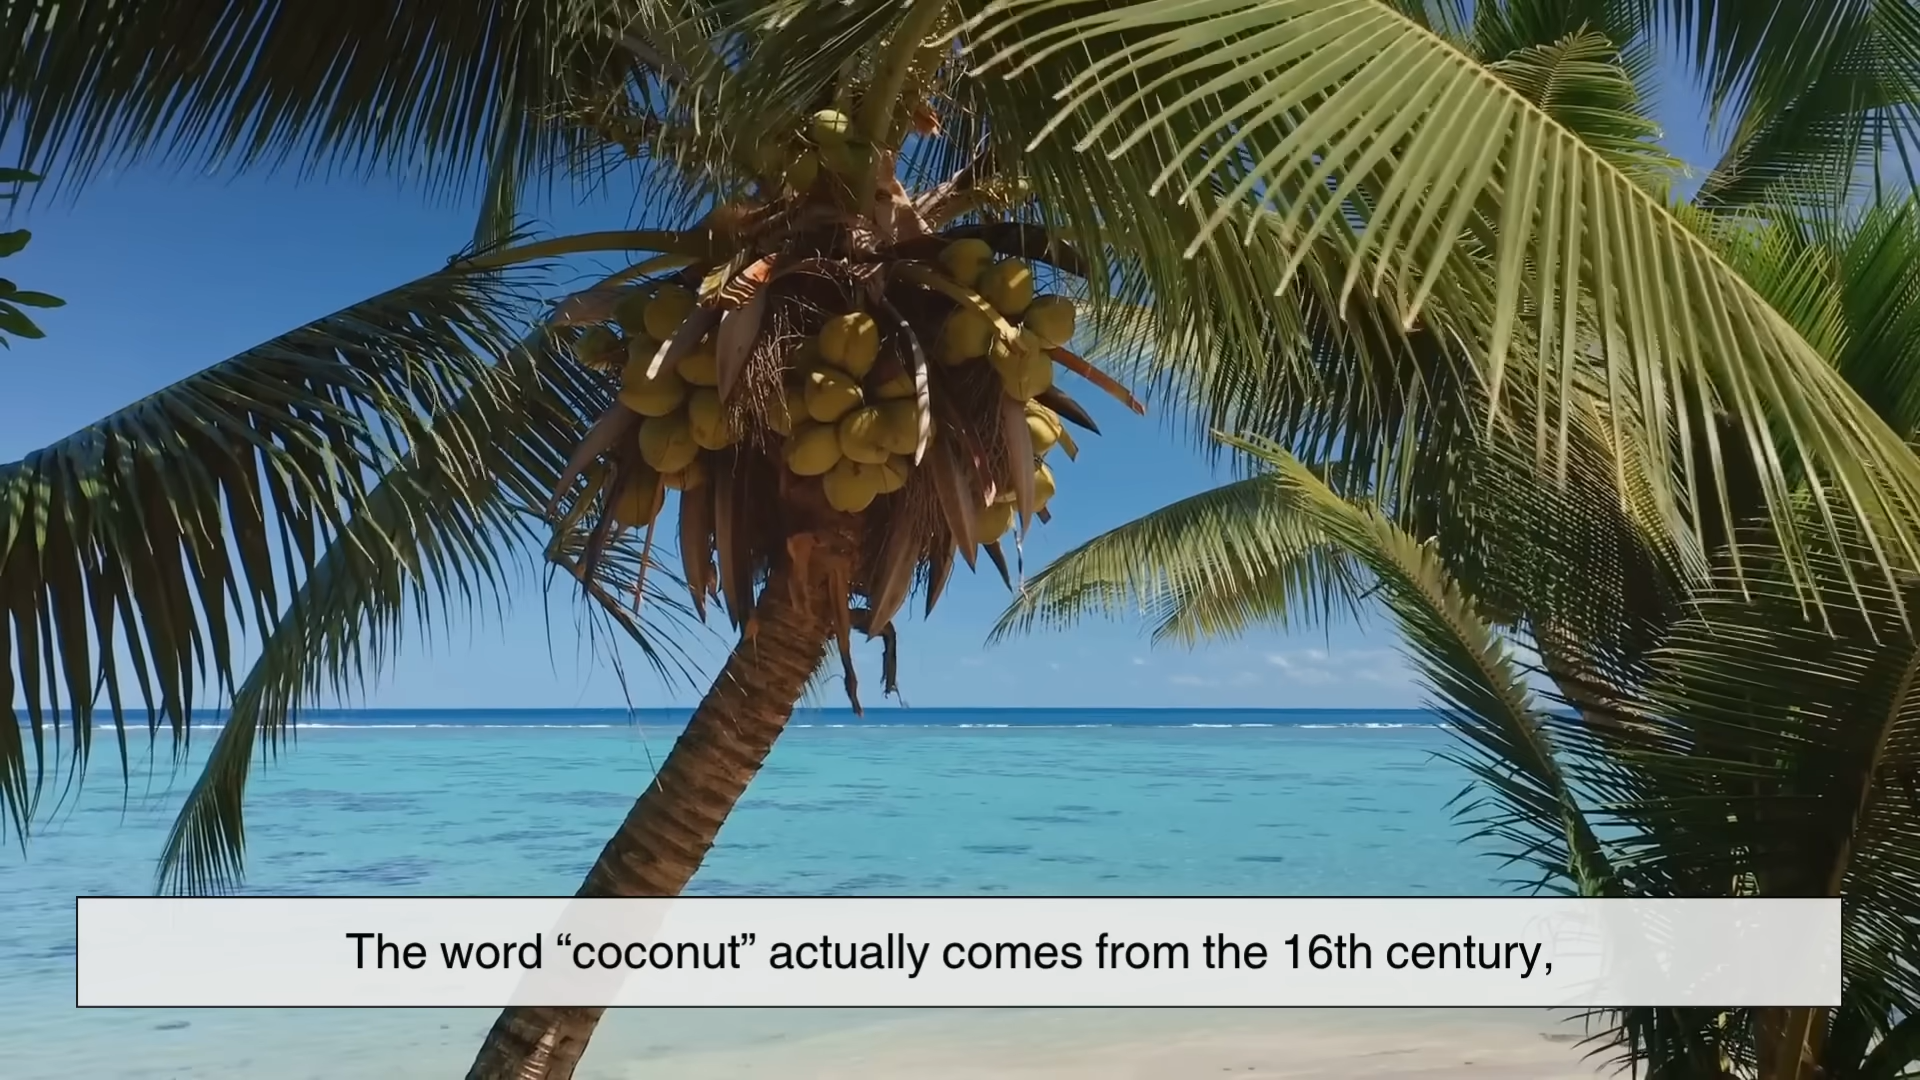 The word “coconut” actually comes from the 16th century,